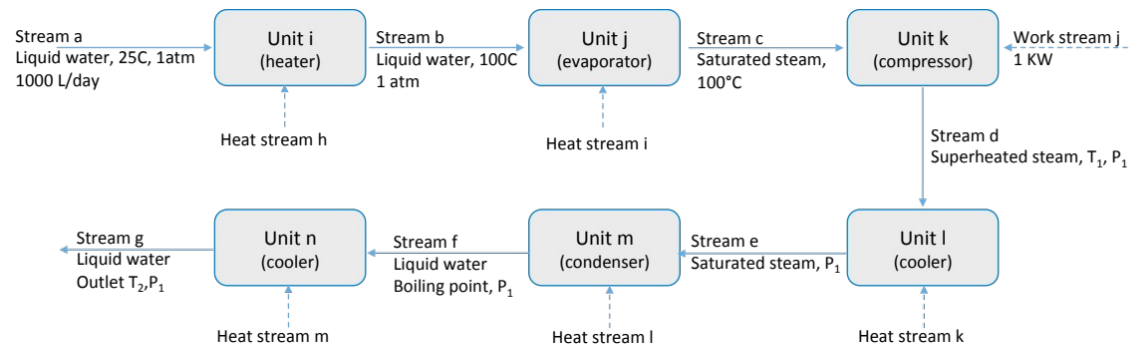 Stream a
Liquid water, 25C, 1atm
1000 L/day
Unit i
(heater)
Stream b
Liquid water, 100C
1 atm
Unit j
(evaporator)
Stream c
Saturated steam,
100°C
Unit k
(compressor)
Work stream j
1 KW
Heat stream h
Heat stream i
Stream d
Superheated steam, T₁, P₁
Stream g
Liquid water
Outlet T₂,P₁
Unit n
(cooler)
Stream f
Liquid water
Boiling point, P₁
Unit m
(condenser)
Stream e
Saturated steam, P₁
Unit l
(cooler)
Heat stream m
Heat stream l
Heat stream k